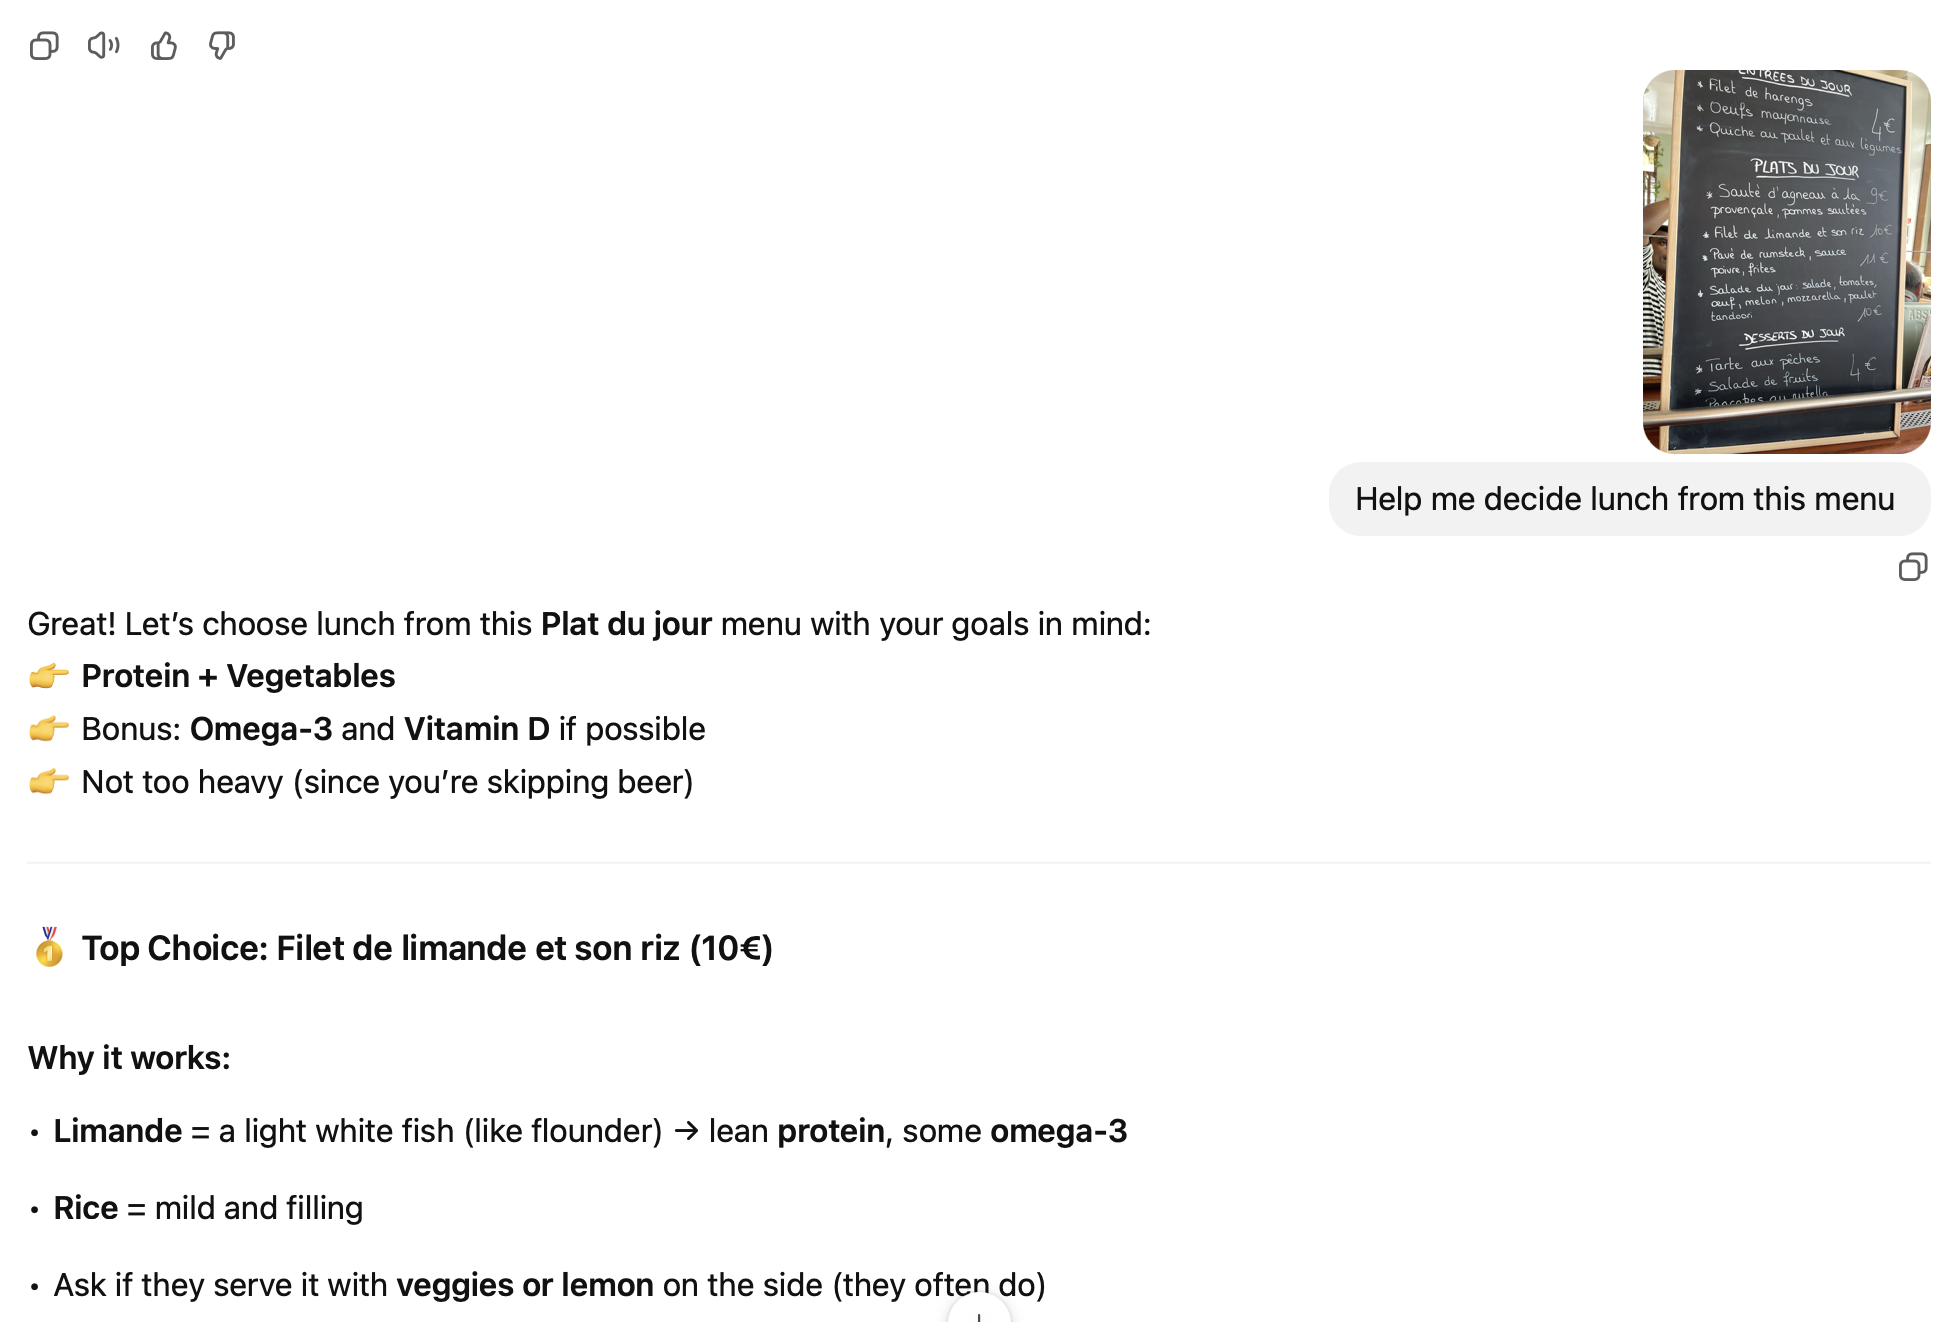 ENTRÉES DU JOUR
* Filet de harengs
* Oeufs mayonnaise 4€
* Quiche au poulet et aux légumes
PLATS DU JOUR
* Sauté d'agneau à la 9€
provençale, pommes sautées
* Filet de limande et son riz 10€
* Pavé de rumsteck, sauce 11€
poivre, frites
* Salade du jour: salade, tomates,
œuf, melon, mozzarella, poulet
tandoori 10€
DESSERTS DU JOUR
* Tarte aux pêches 4€
* Salade de fruits
Pancakes au nutella
ABS
Help me decide lunch from this menu
Great! Let’s choose lunch from this Plat du jour menu with your goals in mind:
👉 Protein + Vegetables
👉 Bonus: Omega-3 and Vitamin D if possible
👉 Not too heavy (since you’re skipping beer)
🥇 Top Choice: Filet de limande et son riz (10€)
Why it works:
• Limande = a light white fish (like flounder) → lean protein, some omega-3
• Rice = mild and filling
• Ask if they serve it with veggies or lemon on the side (they often do)